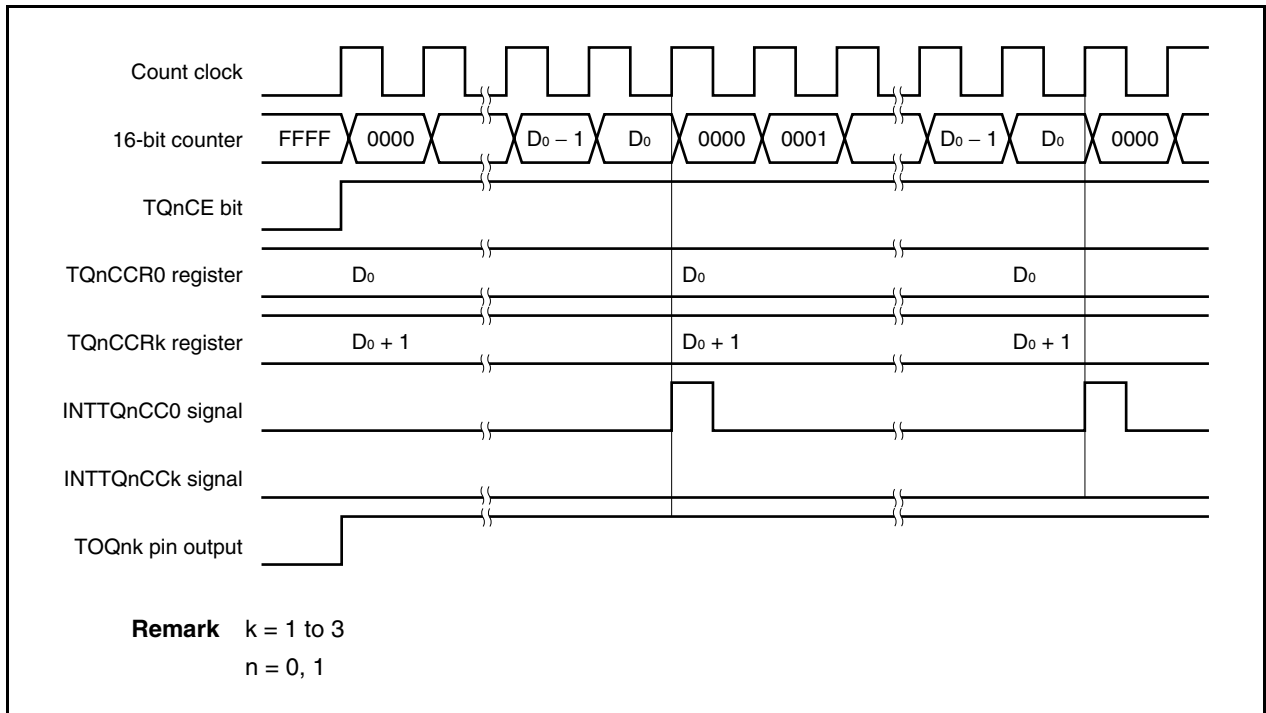 Count clock
16-bit counter FFFF 0000 D₀ − 1 D₀ 0000 0001 D₀ − 1 D₀ 0000
TQnCE bit
TQnCCR0 register D₀ D₀ D₀
TQnCCRk register D₀ + 1 D₀ + 1 D₀ + 1
INTTQnCC0 signal
INTTQnCCk signal
TOQnk pin output
Remark k = 1 to 3
n = 0, 1